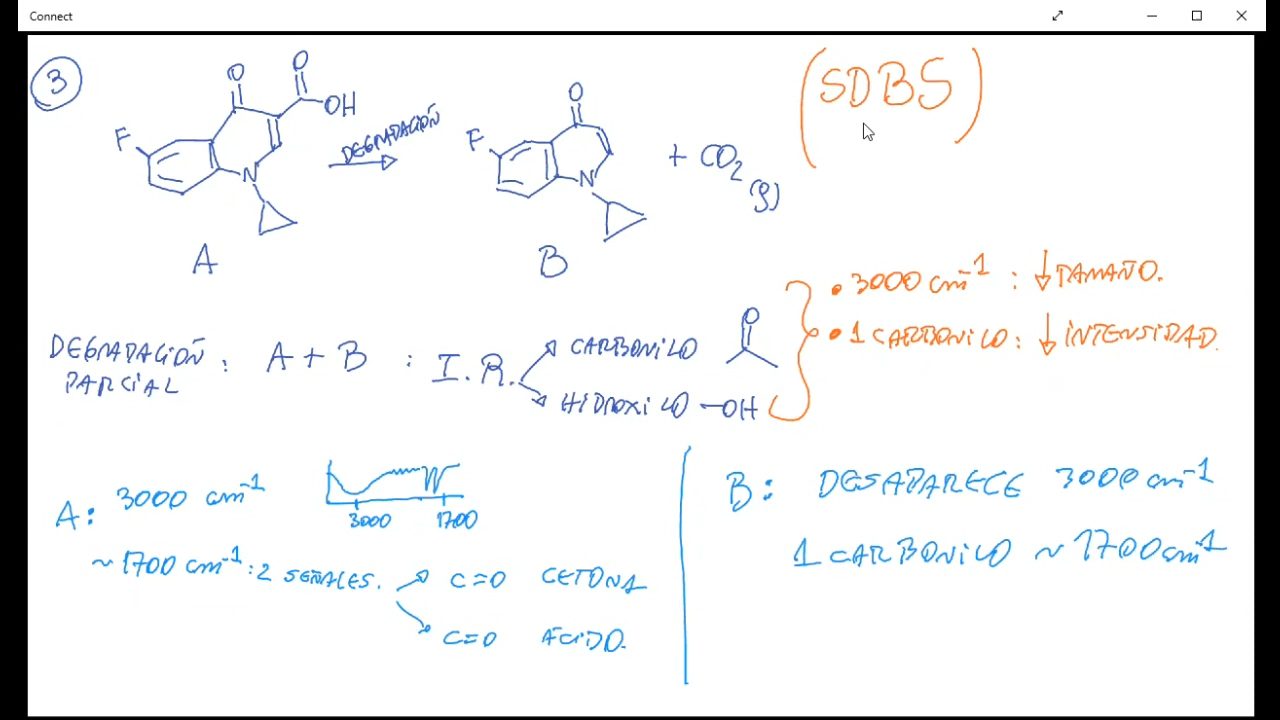 Connect
3
(SDBS)
O
O
OH
F
N
A
DEGRADACIÓN
O
F
N
B
+ CO2 (g)
• 3000 cm-1 : ↓ TAMAÑO.
• 1 CARBONILO: ↓ INTENSIDAD.
DEGRADACIÓN PARCIAL : A + B : I.R.
CARBONILO O
HIDROXILO -OH
A: 3000 cm-1
3000 1700
~ 1700 cm-1 : 2 SEÑALES.
C=O CETONA
C=O ÁCIDO.
B: DESAPARECE 3000 cm-1
1 CARBONILO ~ 1700 cm-1